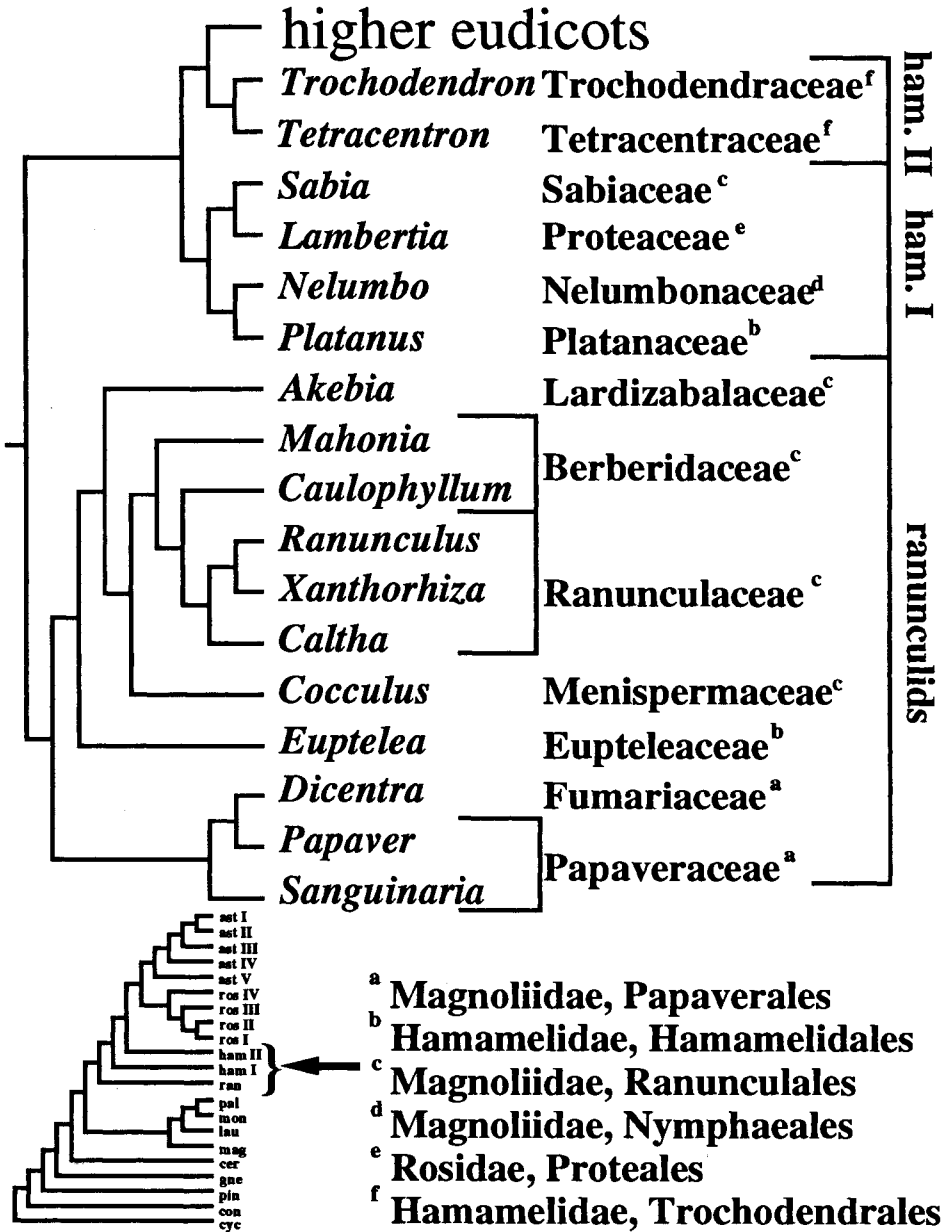 higher eudicots
Trochodendron Trochodendraceae^f
Tetracentron Tetracentraceae^f
Sabia Sabiaceae^c
Lambertia Proteaceae^e
Nelumbo Nelumbonaceae^d
Platanus Platanaceae^b
Akebia Lardizabalaceae^c
Mahonia
Berberidaceae^c
Caulophyllum
Ranunculus
Xanthorhiza Ranunculaceae^c
Caltha
Cocculus Menispermaceae^c
Euptelea Eupteleaceae^b
Dicentra Fumariaceae^a
Papaver
Papaveraceae^a
Sanguinaria
ham. II
ham. I
ranunculids
ast I
ast II
ast III
ast IV
ast V
ros IV
ros III
ros II
ros I
ham II
ham I
ran
pal
mon
lau
mag
cer
gne
pin
con
cyc
^a Magnoliidae, Papaverales
^b Hamamelidae, Hamamelidales
^c Magnoliidae, Ranunculales
^d Magnoliidae, Nymphaeales
^e Rosidae, Proteales
^f Hamamelidae, Trochodendrales